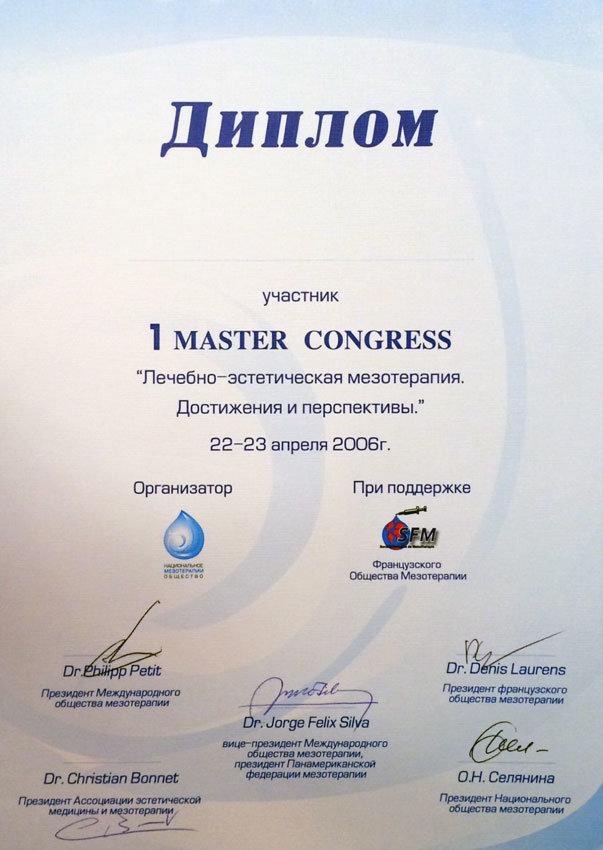 Диплом
участник
1 MASTER CONGRESS
“Лечебно-эстетическая мезотерапия.
Достижения и перспективы.”
22-23 апреля 2006г.
Организатор
При поддержке
НАЦИОНАЛЬНОЕ
МЕЗОТЕРАПИИ
ОБЩЕСТВО
SFM
Французского
Общества Мезотерапии
Dr.Philipp Petit
Президент Международного
общества мезотерапии
Dr. Denis Laurens
Президент французского
общества мезотерапии
Dr. Jorge Felix Silva
вице-президент Международного
общества мезотерапии,
президент Панамериканской
федерации мезотерапии
Dr. Christian Bonnet
Президент Ассоциации эстетической
медицины и мезотерапии
О.Н. Селянина
Президент Национального
общества мезотерапии